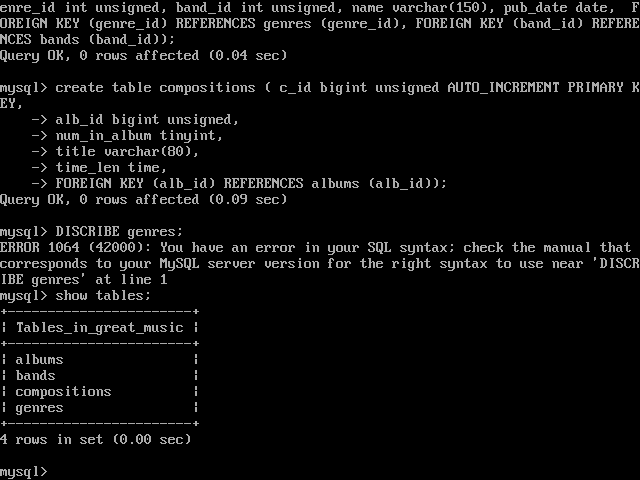 enre_id int unsigned, band_id int unsigned, name varchar(150), pub_date date,  F
OREIGN KEY (genre_id) REFERENCES genres (genre_id), FOREIGN KEY (band_id) REFERE
NCES bands (band_id));
Query OK, 0 rows affected (0.04 sec)

mysql> create table compositions ( c_id bigint unsigned AUTO_INCREMENT PRIMARY K
EY,
    -> alb_id bigint unsigned,
    -> num_in_album tinyint,
    -> title varchar(80),
    -> time_len time,
    -> FOREIGN KEY (alb_id) REFERENCES albums (alb_id));
Query OK, 0 rows affected (0.09 sec)

mysql> DISCRIBE genres;
ERROR 1064 (42000): You have an error in your SQL syntax; check the manual that
corresponds to your MySQL server version for the right syntax to use near 'DISCR
IBE genres' at line 1
mysql> show tables;
+-----------------------+
| Tables_in_great_music |
+-----------------------+
| albums                |
| bands                 |
| compositions          |
| genres                |
+-----------------------+
4 rows in set (0.00 sec)

mysql>